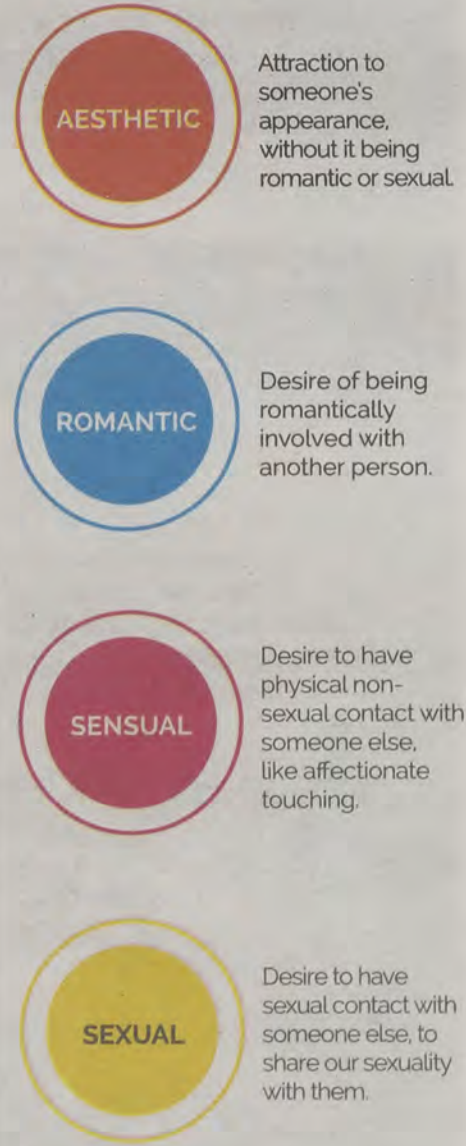 AESTHETIC
Attraction to
someone's
appearance,
without it being
romantic or sexual.
ROMANTIC
Desire of being
romantically
involved with
another person.
SENSUAL
Desire to have
physical non-
sexual contact with
someone else,
like affectionate
touching.
SEXUAL
Desire to have
sexual contact with
someone else, to
share our sexuality
with them.